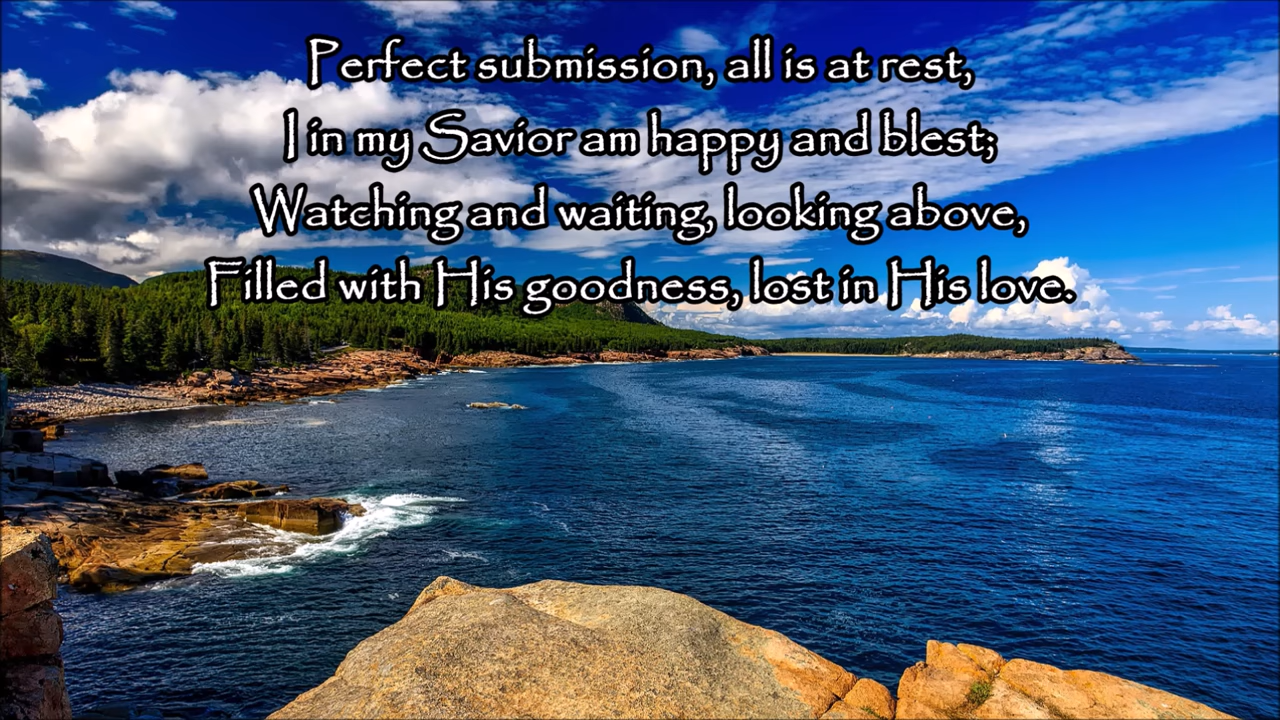 Perfect submission, all is at rest,
I in my Savior am happy and blest;
Watching and waiting, looking above,
Filled with His goodness, lost in His love.